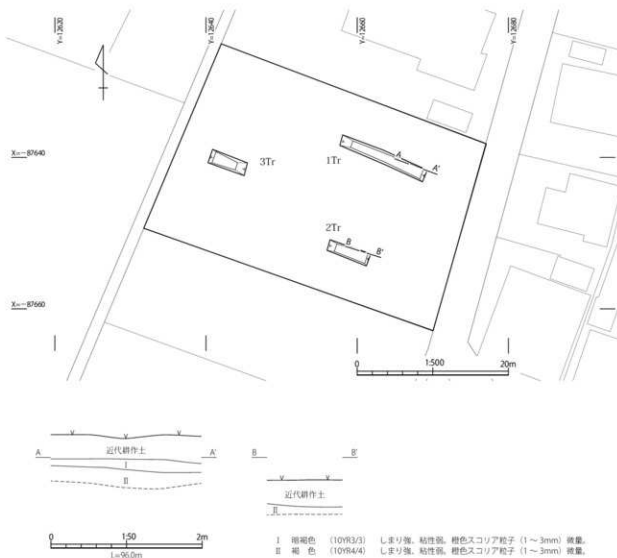 Y=12620
Y=12640
Y=12660
Y=12680
X=－87640
3Tr
1Tr
A
A'
2Tr
B
B'
X=－87660
0
1:500
20m
A
A'
近代耕作土
I
II
B
B'
近代耕作土
II
0
1:50
2m
L=96.0m
I 暗褐色 (10YR3/3) しまり強、粘性弱。橙色スコリア粒子（1～3mm）微量。
II 褐 色 (10YR4/4) しまり強、粘性弱。橙色スコリア粒子（1～3mm）微量。